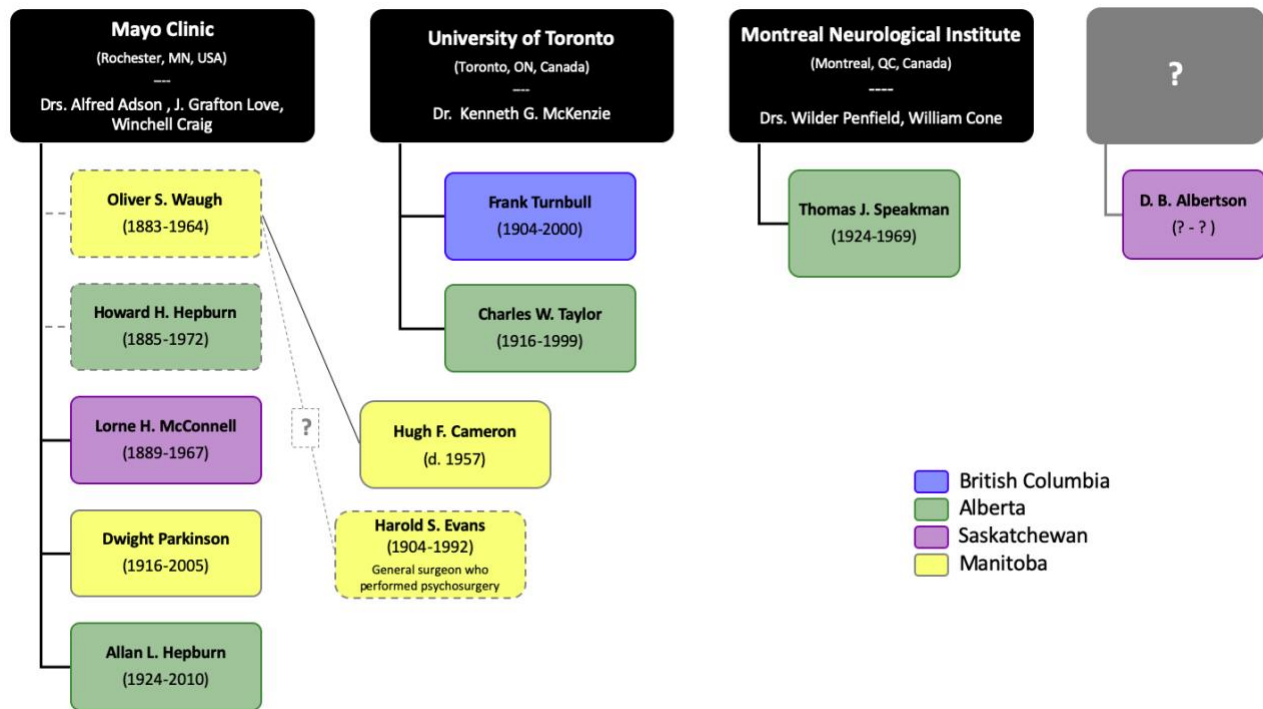 Mayo Clinic
(Rochester, MN, USA)
----
Drs. Alfred Adson , J. Grafton Love,
Winchell Craig
Oliver S. Waugh
(1883-1964)
Howard H. Hepburn
(1885-1972)
Lorne H. McConnell
(1889-1967)
Dwight Parkinson
(1916-2005)
Allan L. Hepburn
(1924-2010)
?
University of Toronto
(Toronto, ON, Canada)
----
Dr. Kenneth G. McKenzie
Frank Turnbull
(1904-2000)
Charles W. Taylor
(1916-1999)
Hugh F. Cameron
(d. 1957)
Harold S. Evans
(1904-1992)
General surgeon who
performed psychosurgery
Montreal Neurological Institute
(Montreal, QC, Canada)
----
Drs. Wilder Penfield, William Cone
Thomas J. Speakman
(1924-1969)
?
D. B. Albertson
(? - ? )
British Columbia
Alberta
Saskatchewan
Manitoba